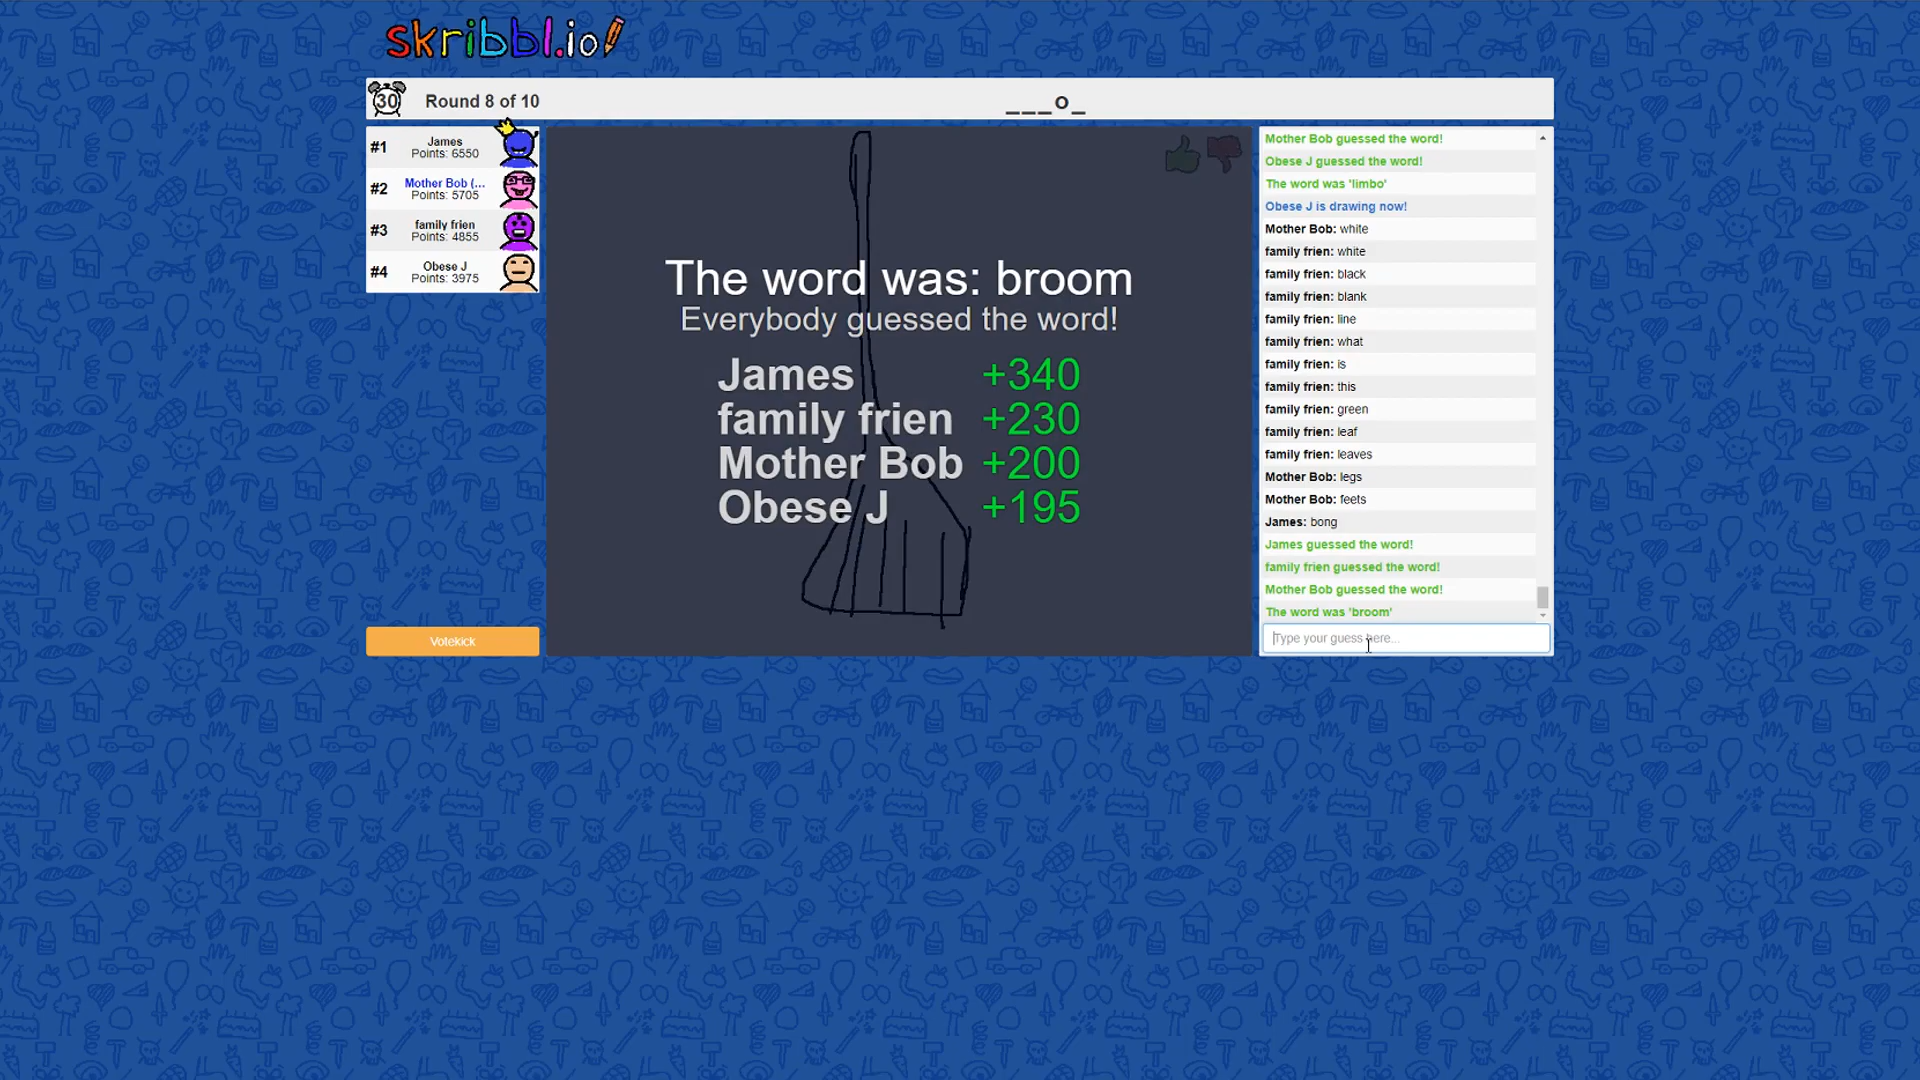 skribbl.io
30
Round 8 of 10
___o_
#1
James
Points: 6550
#2
Mother Bob (...
Points: 5705
#3
family frien
Points: 4855
#4
Obese J
Points: 3975
Votekick
The word was: broom
Everybody guessed the word!
James +340
family frien +230
Mother Bob +200
Obese J +195
Mother Bob guessed the word!
Obese J guessed the word!
The word was 'limbo'
Obese J is drawing now!
Mother Bob: white
family frien: white
family frien: black
family frien: blank
family frien: line
family frien: what
family frien: is
family frien: this
family frien: green
family frien: leaf
family frien: leaves
Mother Bob: legs
Mother Bob: feets
James: bong
James guessed the word!
family frien guessed the word!
Mother Bob guessed the word!
The word was 'broom'
Type your guess here...